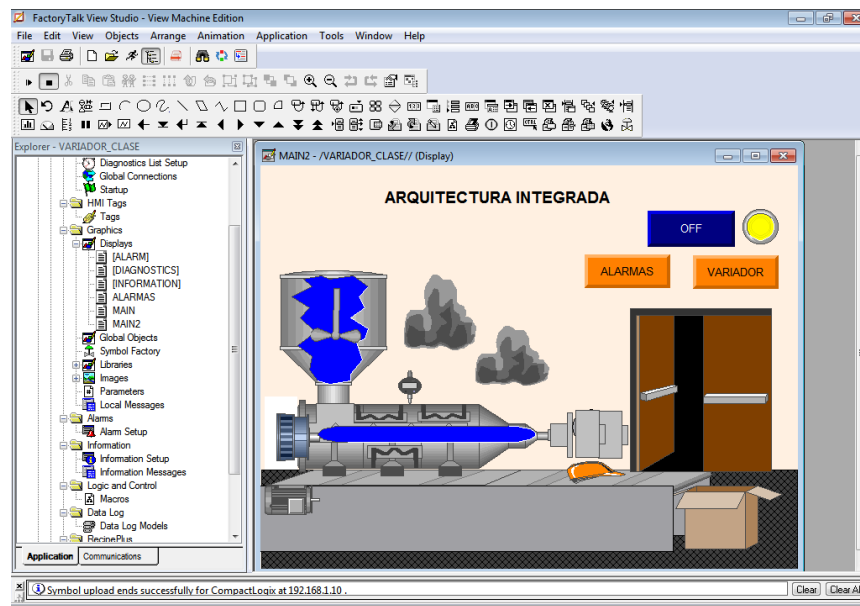 FactoryTalk View Studio - View Machine Edition
File Edit View Objects Arrange Animation Application Tools Window Help
Explorer - VARIADOR_CLASE
Diagnostics List Setup
Global Connections
Startup
HMI Tags
Tags
Graphics
Displays
[ALARM]
[DIAGNOSTICS]
[INFORMATION]
ALARMAS
MAIN
MAIN2
Global Objects
Symbol Factory
Libraries
Images
Parameters
Local Messages
Alarms
Alarm Setup
Information
Information Setup
Information Messages
Logic and Control
Macros
Data Log
Data Log Models
RecipePlus
Application Communications
MAIN2 - /VARIADOR_CLASE// (Display)
ARQUITECTURA INTEGRADA
OFF
ALARMAS VARIADOR
Symbol upload ends successfully for CompactLogix at 192.168.1.10 .
Clear Clear Al